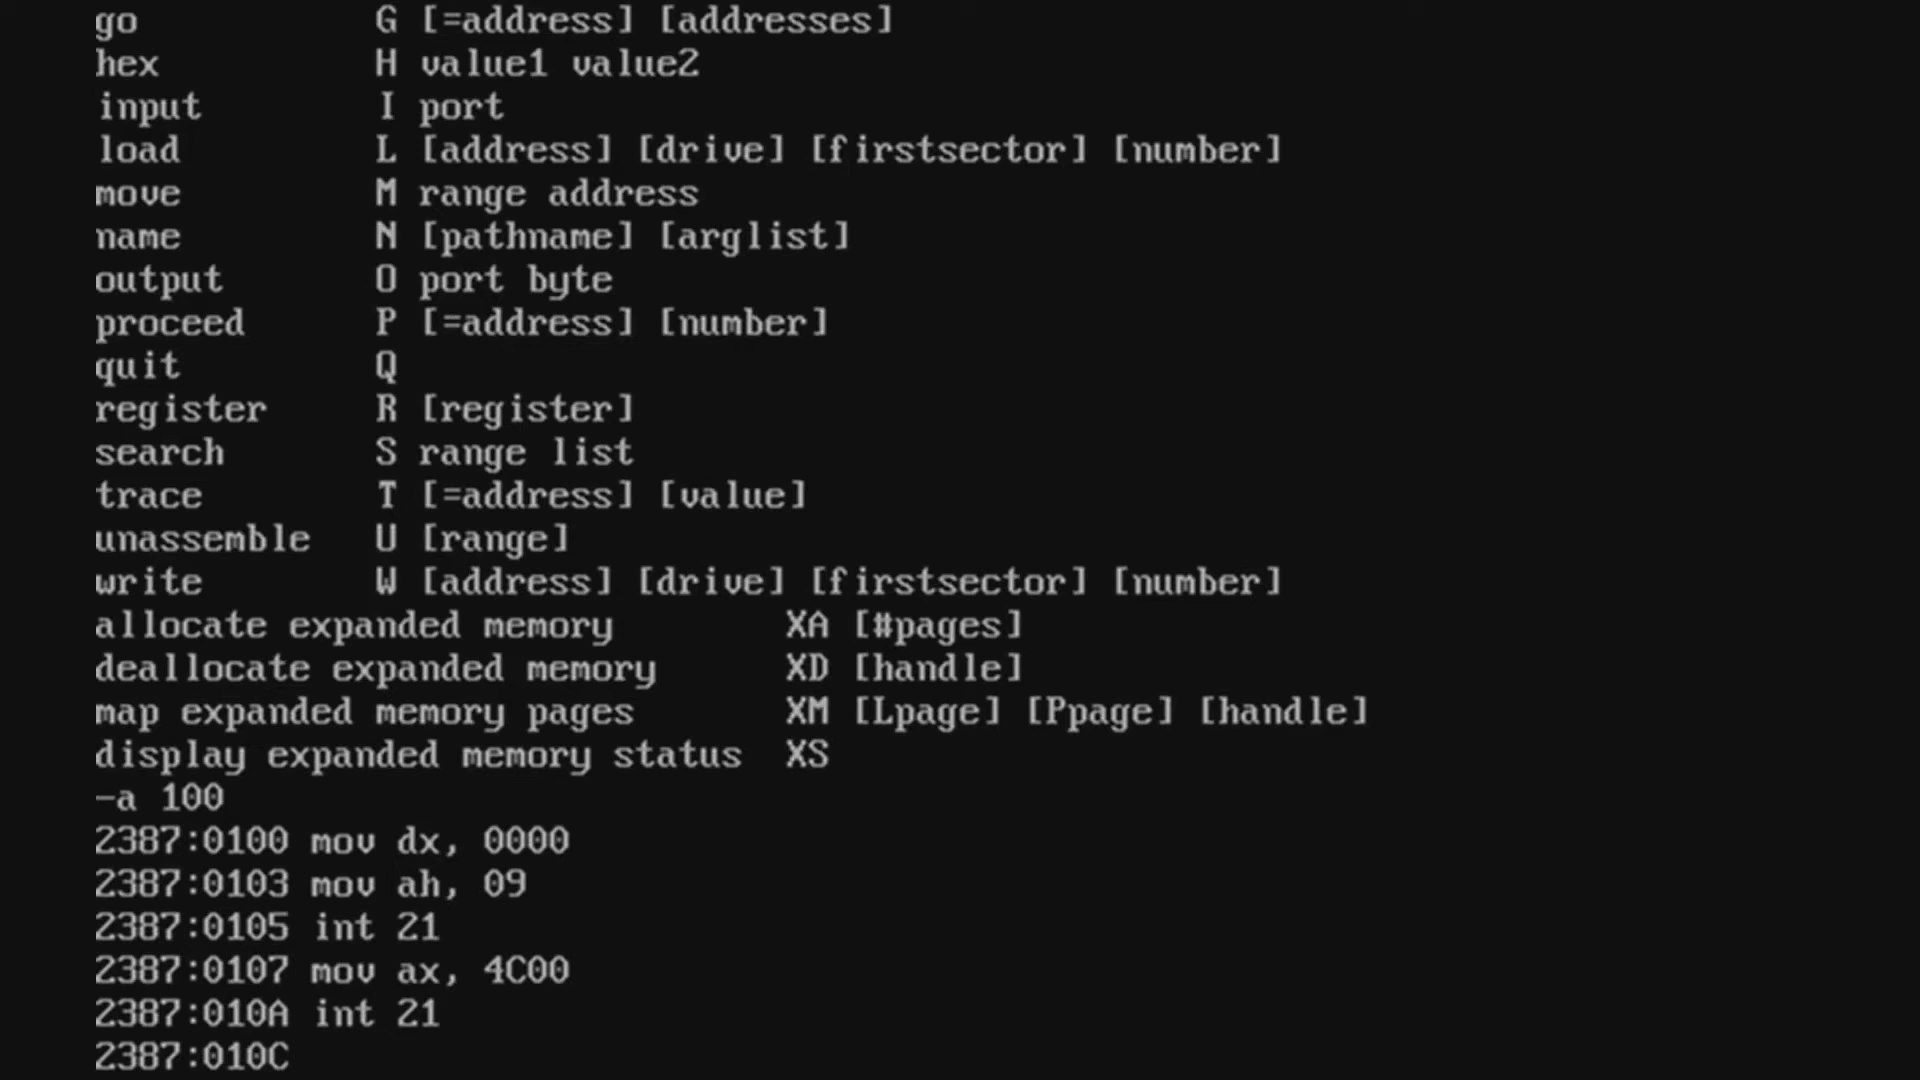 go           G [=address] [addresses]
hex          H value1 value2
input        I port
load         L [address] [drive] [firstsector] [number]
move         M range address
name         N [pathname] [arglist]
output       O port byte
proceed      P [=address] [number]
quit         Q
register     R [register]
search       S range list
trace        T [=address] [value]
unassemble   U [range]
write        W [address] [drive] [firstsector] [number]
allocate expanded memory        XA [#pages]
deallocate expanded memory      XD [handle]
map expanded memory pages       XM [Lpage] [Ppage] [handle]
display expanded memory status  XS
-a 100
2387:0100 mov dx, 0000
2387:0103 mov ah, 09
2387:0105 int 21
2387:0107 mov ax, 4C00
2387:010A int 21
2387:010C